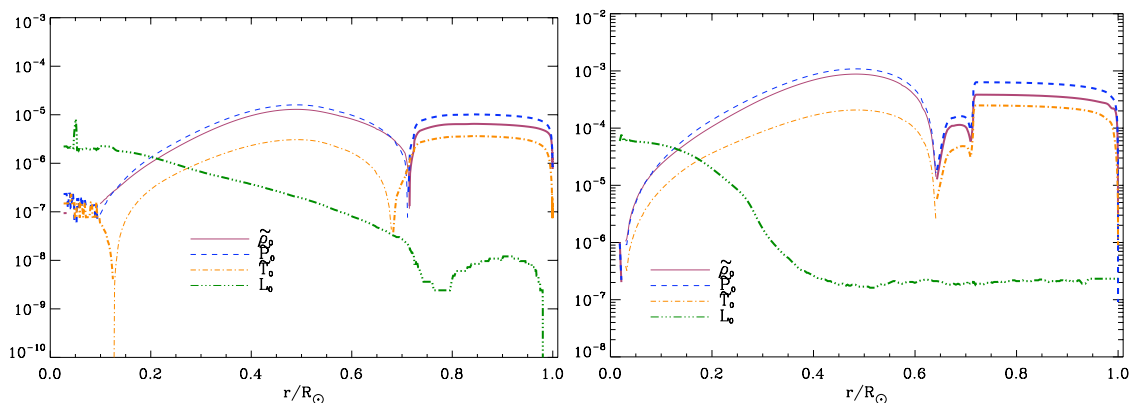 10⁻³
10⁻⁴
10⁻⁵
10⁻⁶
10⁻⁷
10⁻⁸
10⁻⁹
10⁻¹⁰
ρ̃₀
P̃₀
T̃₀
L₀
0.0 0.2 0.4 0.6 0.8 1.0
r/R☉
10⁻²
10⁻³
10⁻⁴
10⁻⁵
10⁻⁶
10⁻⁷
10⁻⁸
ρ̃₀
P̃₀
T̃₀
L₀
0.0 0.2 0.4 0.6 0.8 1.0
r/R☉